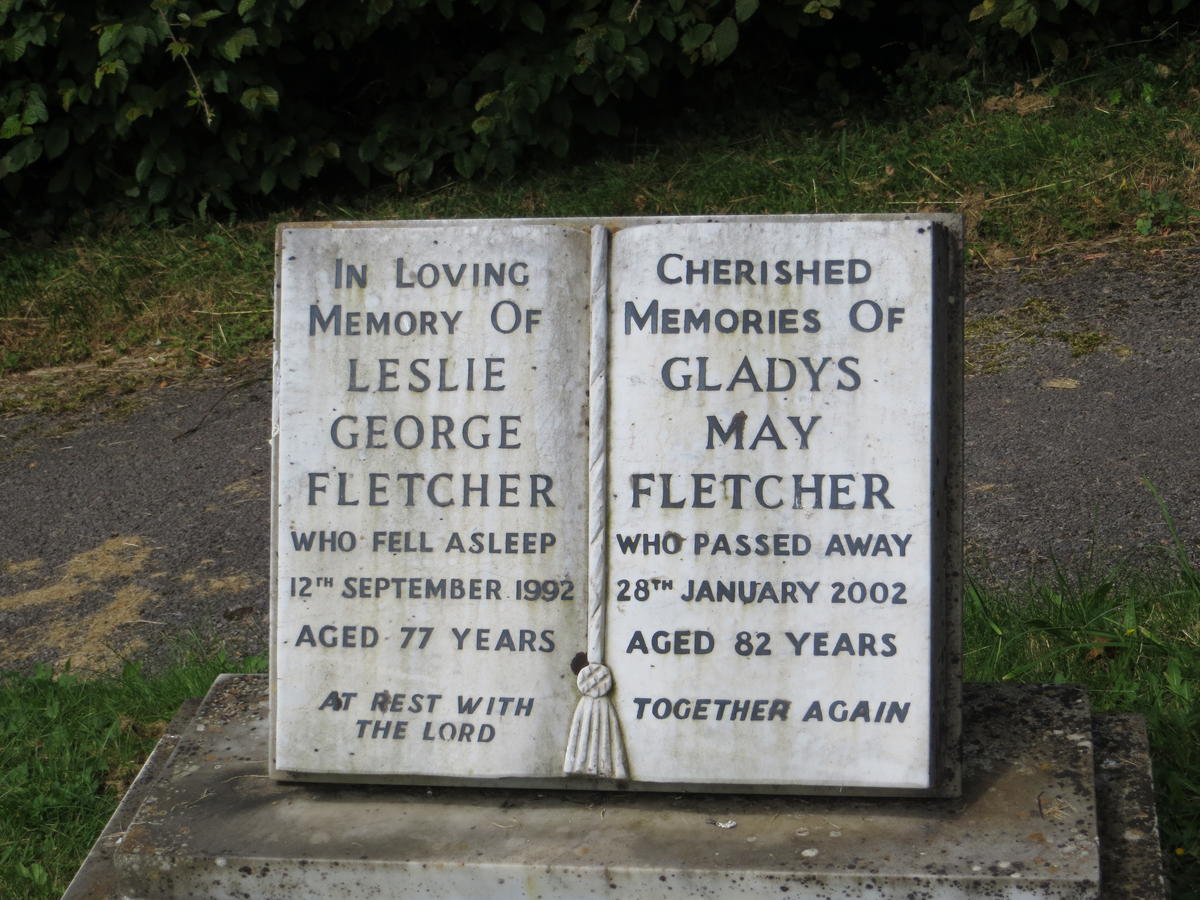 IN LOVING
MEMORY OF
LESLIE
GEORGE
FLETCHER
WHO FELL ASLEEP
12TH SEPTEMBER 1992
AGED 77 YEARS
AT REST WITH
THE LORD
CHERISHED
MEMORIES OF
GLADYS
MAY
FLETCHER
WHO PASSED AWAY
28TH JANUARY 2002
AGED 82 YEARS
TOGETHER AGAIN